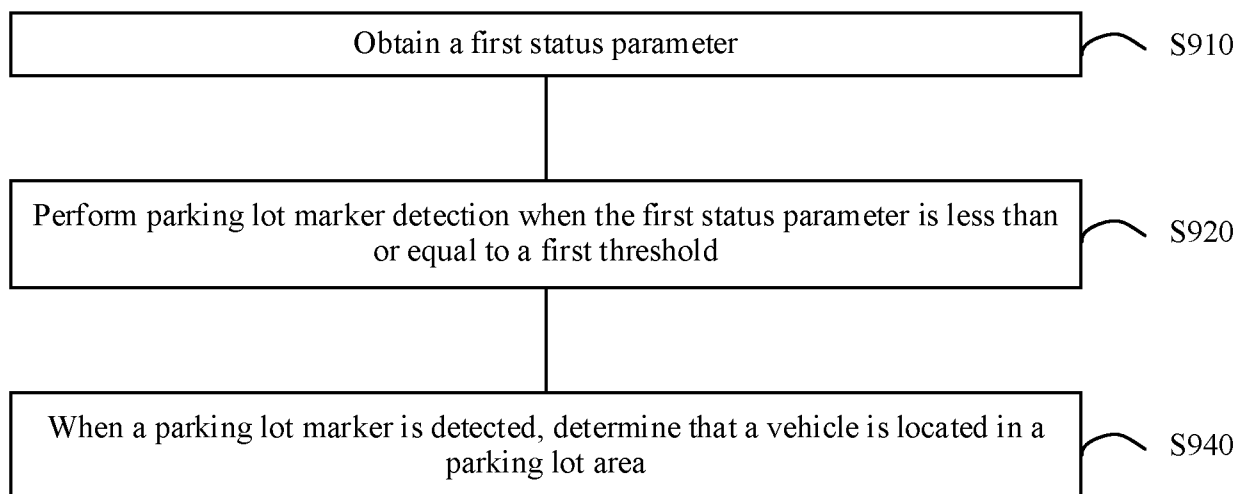 Obtain a first status parameter
S910
Perform parking lot marker detection when the first status parameter is less than
or equal to a first threshold
S920
When a parking lot marker is detected, determine that a vehicle is located in a
parking lot area
S940